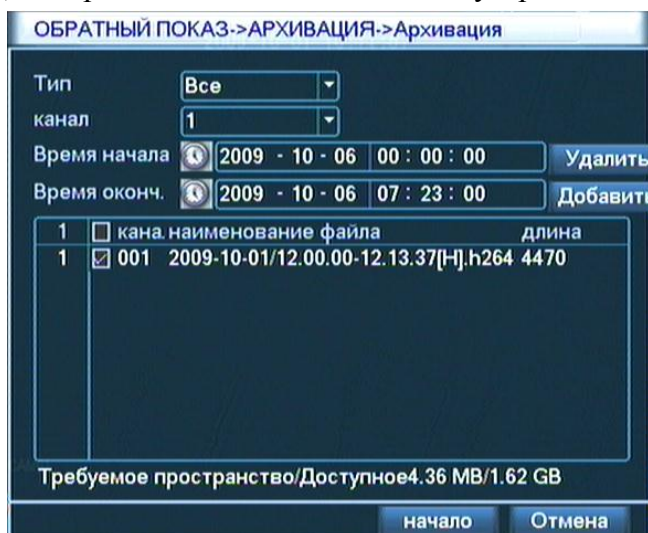 ОБРАТНЫЙ ПОКАЗ->АРХИВАЦИЯ->Архивация
Тип Все
канал 1
Время начала 2009 - 10 - 06 00 : 00 : 00 Удалить
Время оконч. 2009 - 10 - 06 07 : 23 : 00 Добавить
1 кана. наименование файла длина
1 001 2009-10-01/12.00.00-12.13.37[H].h264 4470
Требуемое пространство/Доступное4.36 MB/1.62 GB
начало Отмена